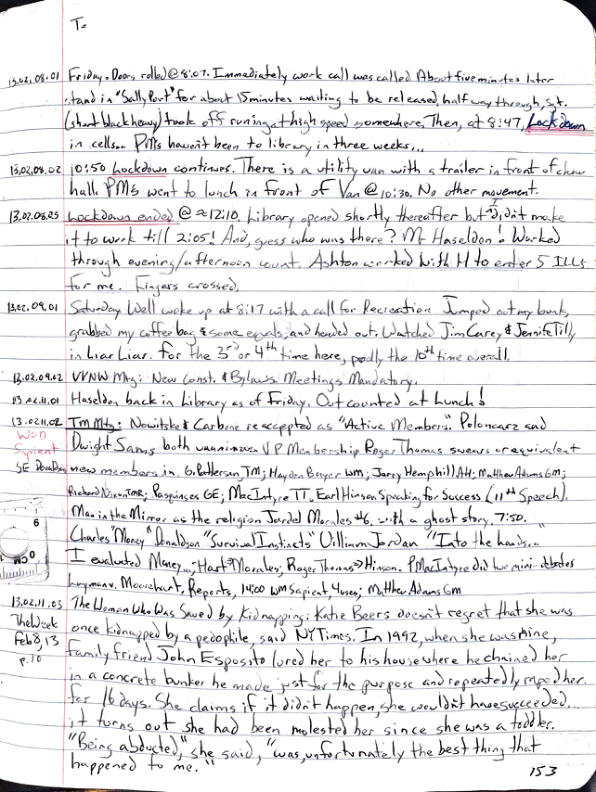 T=
13.02.08.01 Friday. Doors rolled @ 8:07. Immediately work call was called About five minutes later
stand in "Sally Port" for about 15 minutes waiting to be released, half way through, Sgt.
(short black heavy) took off runing at high speed somewhere. Then, at 8:47, Lockdown
in cells. PMs haven't been to library in three weeks...
13.02.08.02 10:50 Lockdown continues. There is a utility van with a trailer in front of chow
hall. PM's went to lunch in front of Van @ 10:30. No other movement.
13.02.08.25 Lockdown ended @ ≈ 12:10. Library opened shortly thereafter but I didn't make
it to work till 2:05! And, guess who was there? Mr Haseldon! Worked
through evening/afternoon count. Ashton worked with H to enter 5 ILLs
for me. Fingers crossed.
13.02.09.01 Saturday Well woke up at 8:17 with a call for Recreation Jumped out my bunk,
grabbed my coffee bag & some equals, and headed out. Watched Jim Carey & Jennifer Tilly
in Liar Liar. for the 3rd or 4th time here, the 10th time overall.
13.02.09.02 VVNW Mtg: New Const. & Bylaws Meetings Mandatory.
13.02.11.01 Haseldon back in Library as of Friday. Out counted at Lunch!
13.02.11.02 TM Mtg: Nowitske & Carbone reaccepted as "Active Members." Poloncarz and
WOD Dwight Sams both VP Membership Roger Thomas swears or equivalent
Sapient
SE new members in. G. Patterson TM; Hayden Beyer WM; Jerry Hemphill AH; Matthew Adams GM;
Richard Nixon TMR; GE; MacIntyre TT. Earl Hinson Speaking for Success (11th Speech).
Man in the Mirror as the religion Jardel Morales #6, with a ghost story. 7:50.
Charles "Money" Donaldson "Survival Instincts" William Jordan "Into the hands..."
I evaluated Money...; Hart → Morales; Roger Thomas → Hinson. P. MacIntyre did two mini-debates
Moorehart, Reports, 14:00 WM Sapient, 4 uses; Matthew Adams GM
13.02.11.03 The Woman Who Was Saved by Kidnapping: Katie Beers doesn't regret that she was
The Week once kidnapped by a pedophile, said NY Times. In 1992, when she was nine,
Feb 8, 13 family friend John Esposito lured her to his house where he chained her
p. 10 in a concrete bunker he made just for the purpose and repeatedly raped her
for 16 days. She claims if it didn't happen, she wouldn't have succeeded...
it turns out she had been molested her since she was a toddler.
"Being abducted," she said, "was, unfortunately the best thing that
happened to me."
153
6